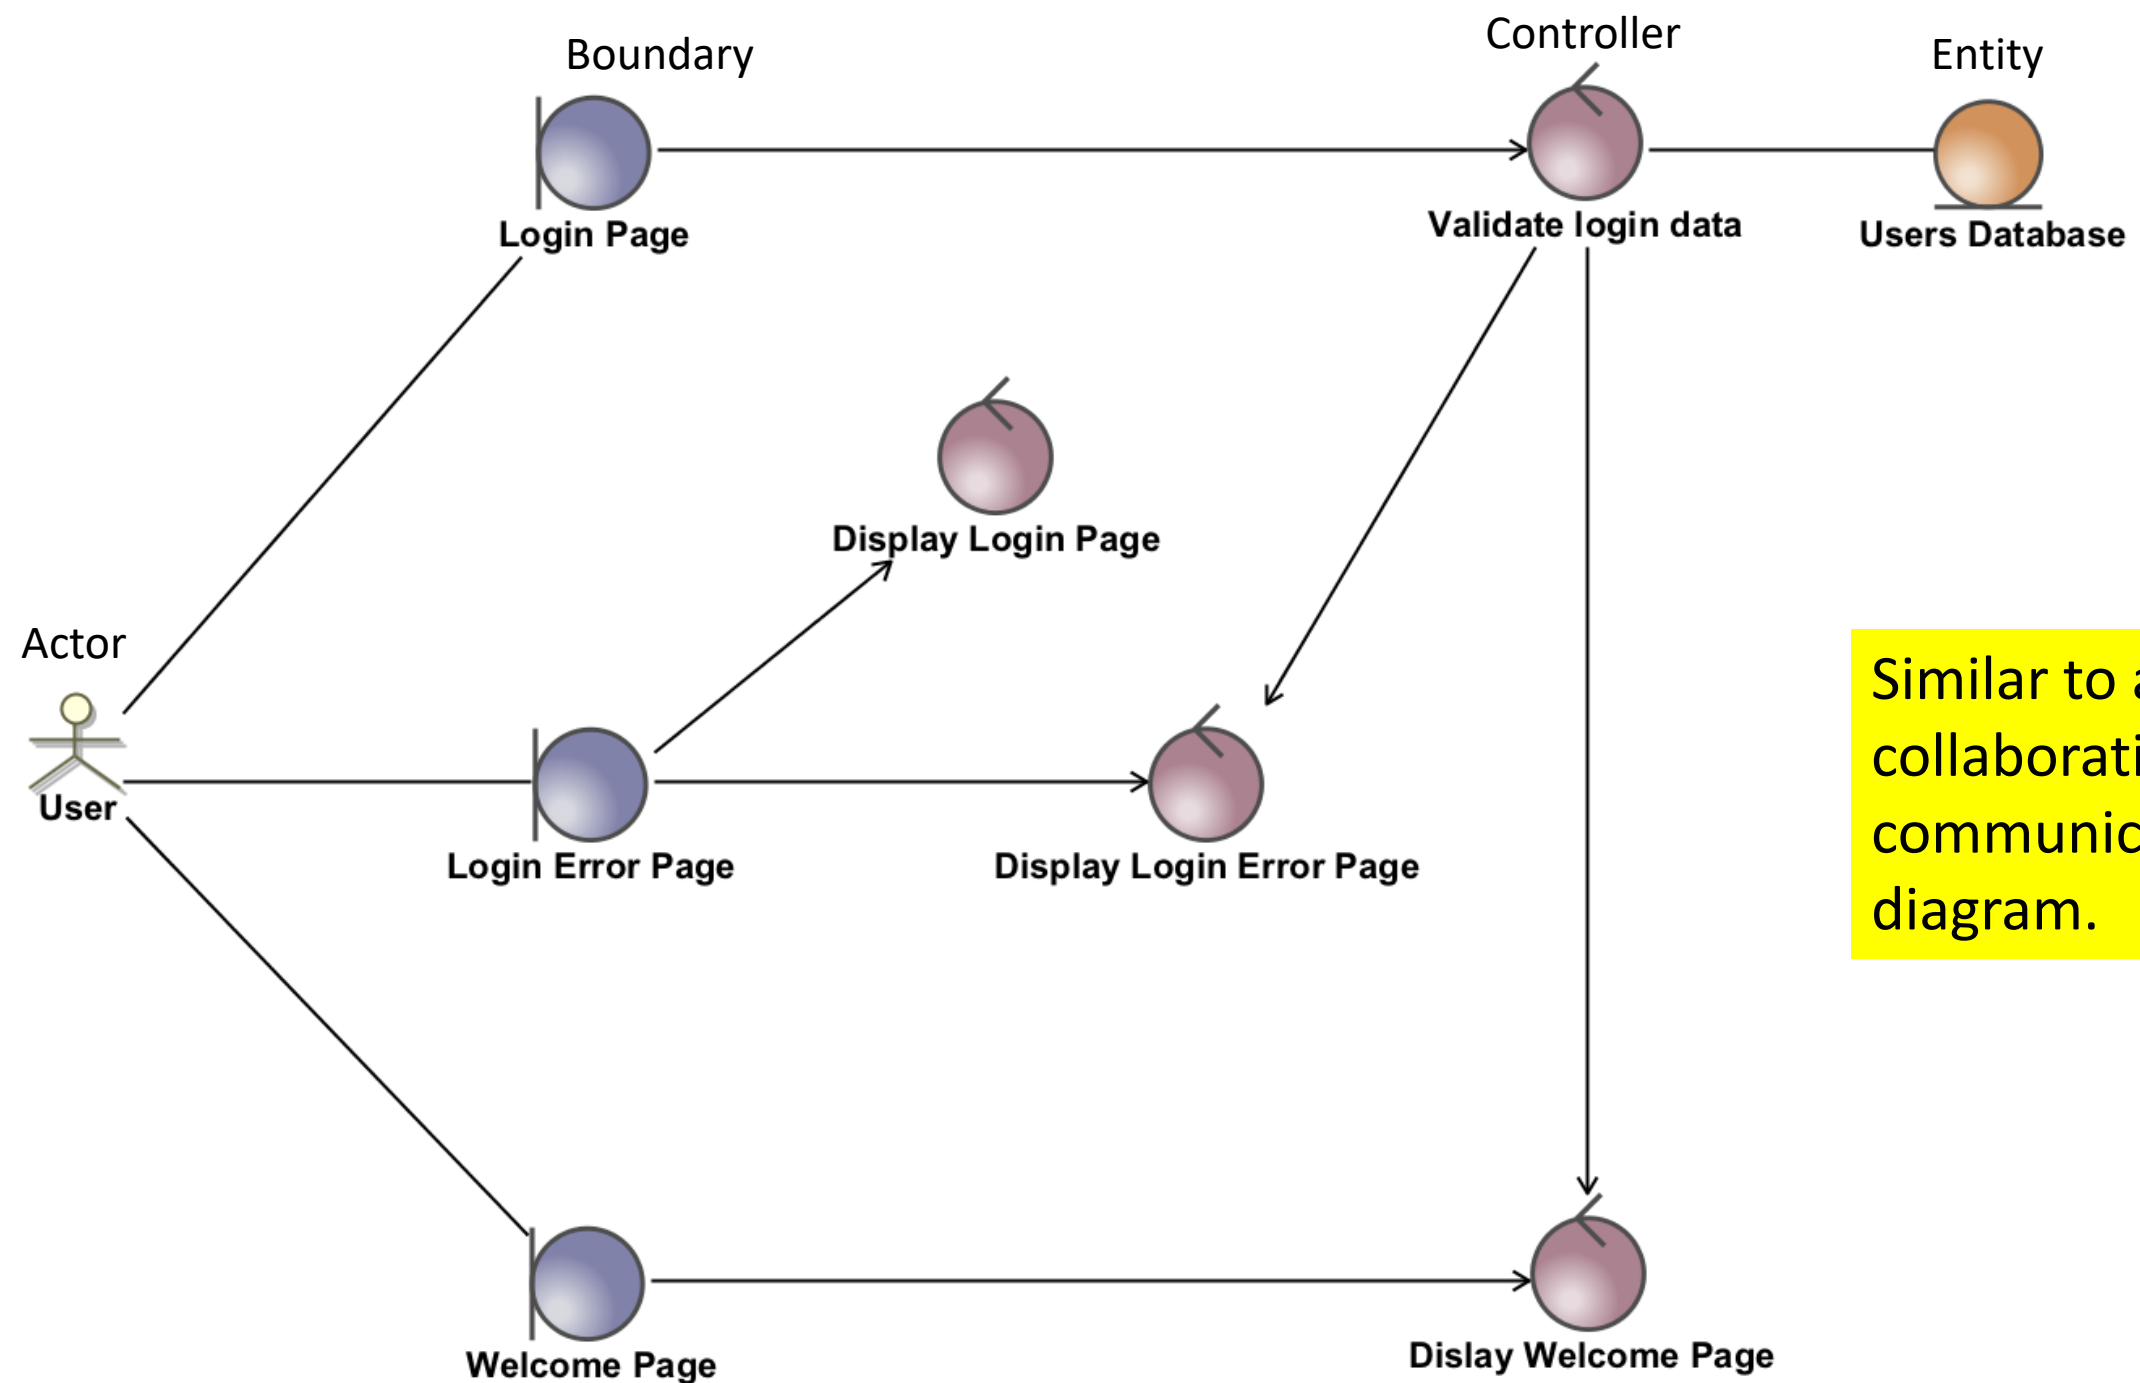 Boundary
Controller
Entity
Login Page
Validate login data
Users Database
Display Login Page
Actor
User
Login Error Page
Display Login Error Page
Similar to
collaborati
communic
diagram.
Welcome Page
Dislay Welcome Page